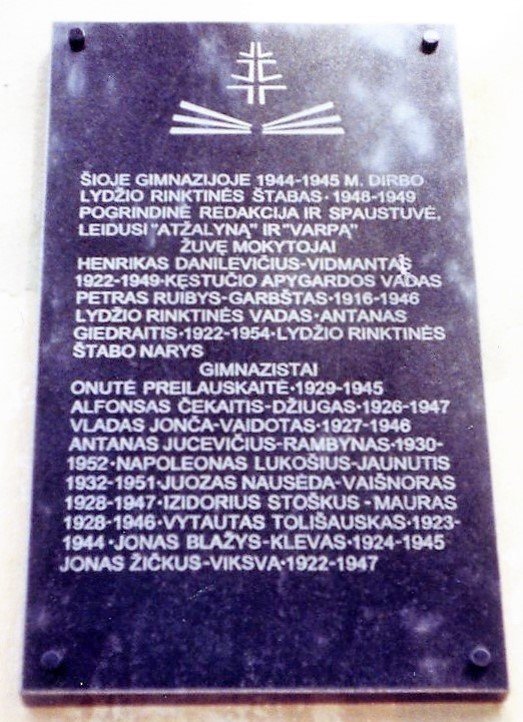 ŠIOJE GIMNAZIJOJE 1944-1945 M. DIRBO
LYDŽIO RINKTINĖS ŠTABAS·1948-1949
POGRINDINĖ REDAKCIJA IR SPAUSTUVĖ,
LEIDUSI "ATŽALYNĄ" IR "VARPĄ"
ŽUVĘ MOKYTOJAI
HENRIKAS DANILEVIČIUS-VIDMANTAS
1922-1949·KĘSTUČIO APYGARDOS VADAS
PETRAS RUIBYS-GARBŠTAS·1916-1946
LYDŽIO RINKTINĖS VADAS·ANTANAS
GIEDRAITIS·1922-1954·LYDŽIO RINKTINĖS
ŠTABO NARYS
GIMNAZISTAI
ONUTĖ PREILAUSKAITĖ·1929-1945
ALFONSAS ČEKAITIS-DŽIUGAS·1926-1947
VLADAS JONČA-VAIDOTAS·1927-1946
ANTANAS JUCEVIČIUS-RAMBYNAS·1930-
1952·NAPOLEONAS LUKOŠIUS-JAUNUTIS
1932-1951·JUOZAS NAUSĖDA-VAIŠNORAS
1928-1947·IZIDORIUS STOŠKUS-MAURAS
1928-1946·VYTAUTAS TOLIŠAUSKAS·1923-
1944·JONAS BLAŽYS-KLEVAS·1924-1945
JONAS ŽIČKUS-VIKSVA·1922-1947